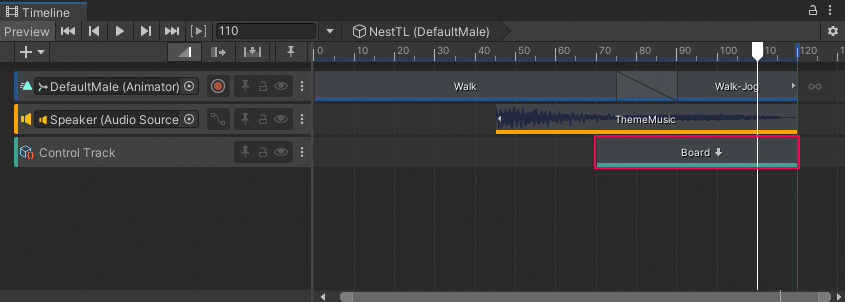 Timeline
Preview 110 NestTL (DefaultMale)
0 10 20 30 40 50 60 70 80 90 100 110 120
DefaultMale (Animator) Walk Walk-Jog
Speaker (Audio Source ThemeMusic
Control Track Board